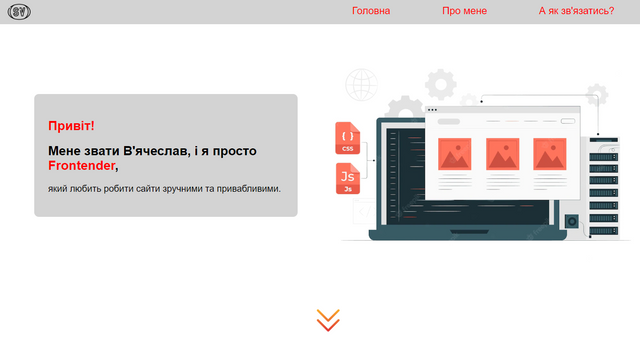 SV
Головна
Про мене
А як зв'язатись?
Привіт!
Мене звати В'ячеслав, і я просто
Frontender,
який любить робити сайти зручними та привабливими.
{ }
CSS
Js
Js